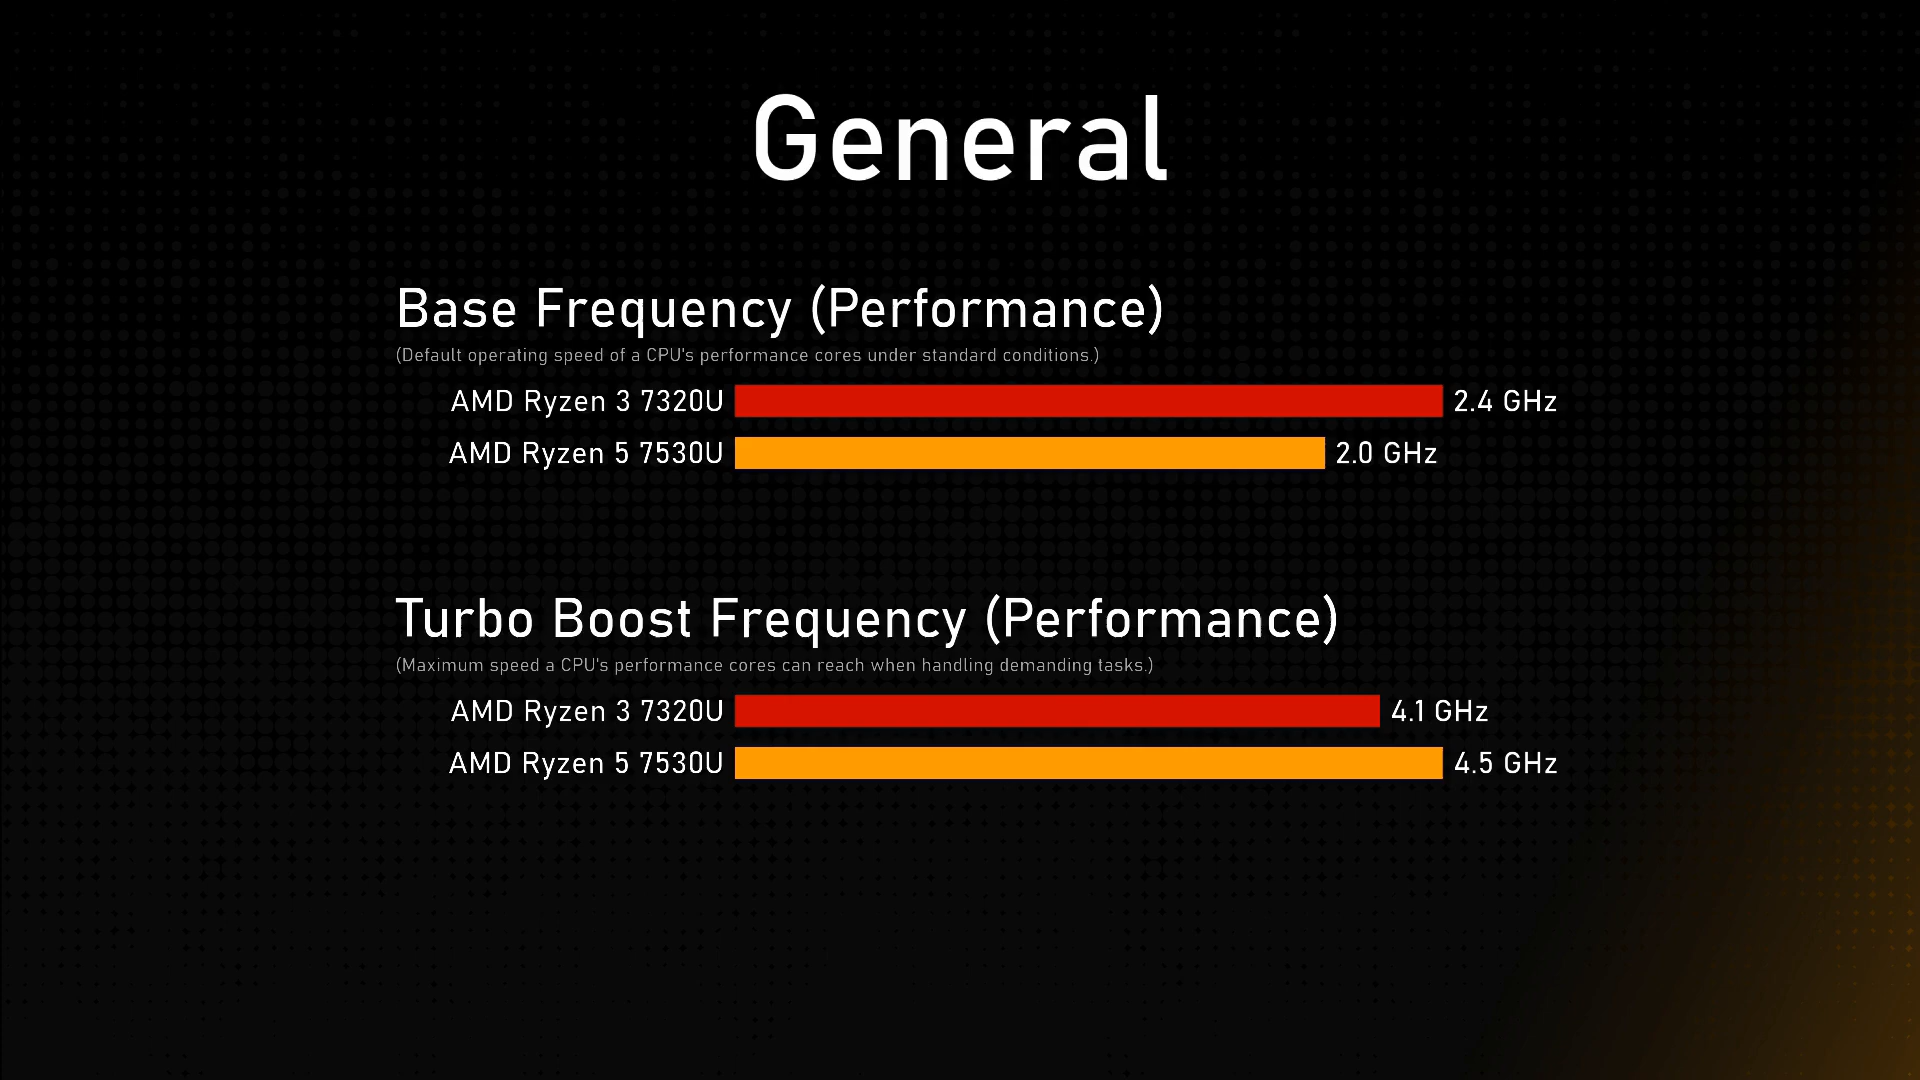 General
Base Frequency (Performance)
(Default operating speed of a CPU's performance cores under standard conditions.)
AMD Ryzen 3 7320U 2.4 GHz
AMD Ryzen 5 7530U 2.0 GHz
Turbo Boost Frequency (Performance)
(Maximum speed a CPU's performance cores can reach when handling demanding tasks.)
AMD Ryzen 3 7320U 4.1 GHz
AMD Ryzen 5 7530U 4.5 GHz